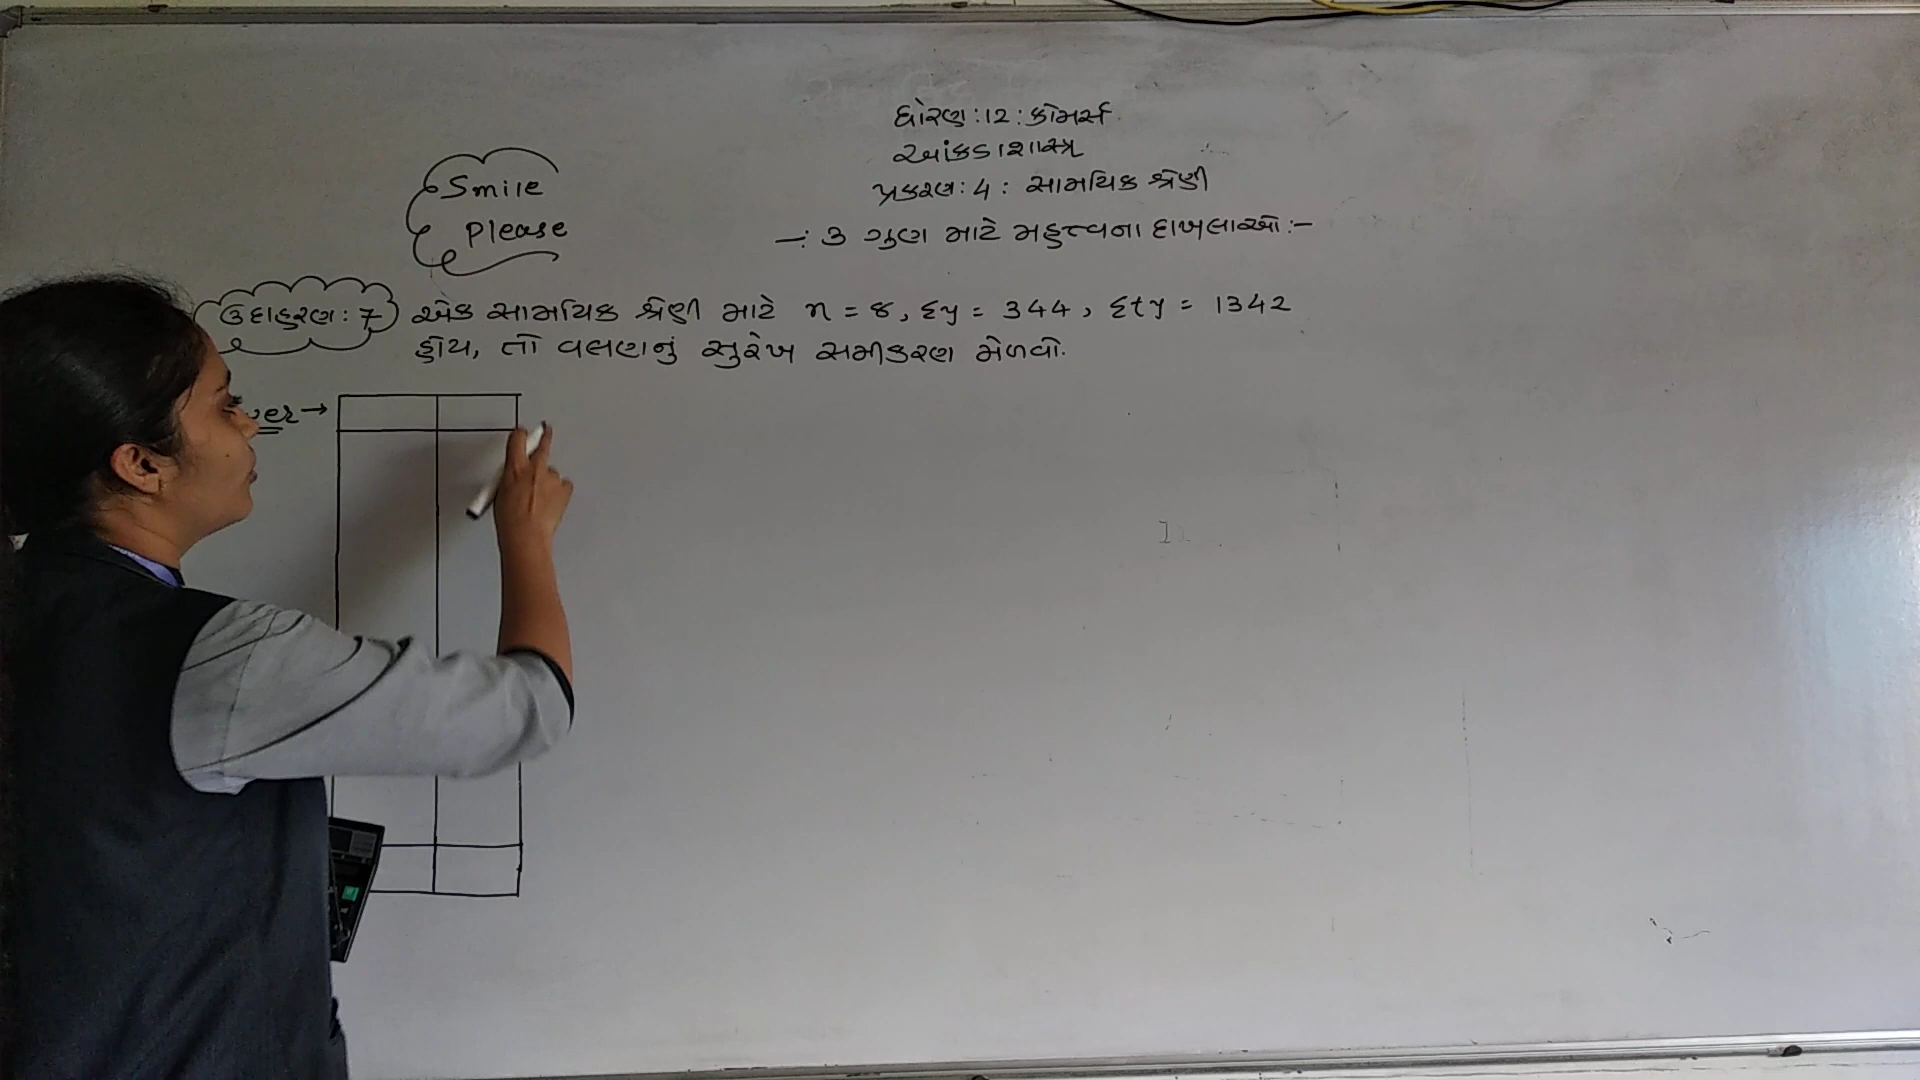 ધોરણ : 12 : કોમર્સ
આંકડાશાસ્ત્ર
પ્રકરણ : 4 : સામયિક શ્રેણી
-: 3 ગુણ માટે મહત્ત્વના દાખલાઓ :-
Smile
Please
ઉદાહરણ : 7 એક સામયિક શ્રેણી માટે n = 8, Σy = 344, Σty = 1342
હોય, તો વલણનું સુરેખ સમીકરણ મેળવો.